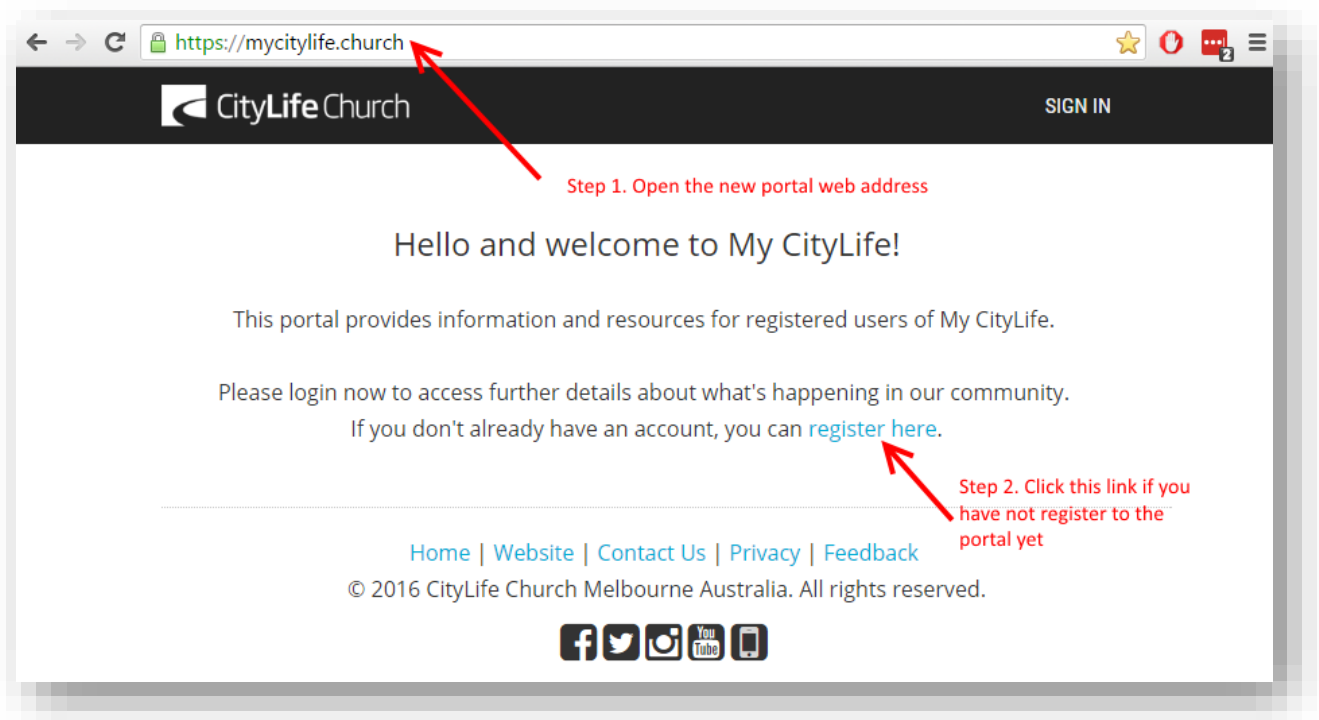 https://mycitylife.church
2
CityLife Church
SIGN IN
Step 1. Open the new portal web address
Hello and welcome to My CityLife!
This portal provides information and resources for registered users of My CityLife.
Please login now to access further details about what's happening in our community.
If you don't already have an account, you can register here.
Step 2. Click this link if you
have not register to the
portal yet
Home | Website | Contact Us | Privacy | Feedback
© 2016 CityLife Church Melbourne Australia. All rights reserved.
You
Tube